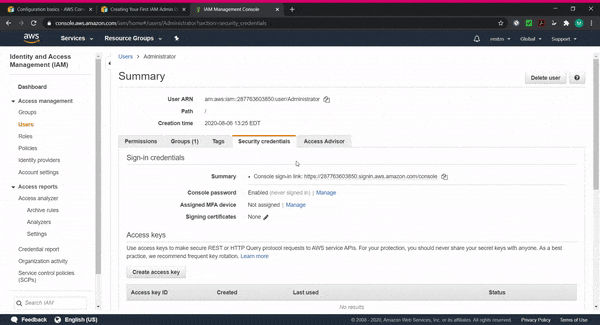 Configuration basics - AWS Con
Creating Your First IAM Admin U
IAM Management Console
console.aws.amazon.com/iam/home#/users/Administrator?section=security_credentials
aws
Services
Resource Groups
Global
Support
Identity and Access Management (IAM)
Dashboard
Access management
Groups
Users
Roles
Policies
Identity providers
Account settings
Access reports
Access analyzer
Archive rules
Analyzers
Settings
Credential report
Organization activity
Service control policies (SCPs)
Search IAM
Users
Administrator
Summary
Delete user
User ARN
arn:aws:iam::287763603850:user/Administrator
Path
/
Creation time
2020-08-06 13:25 EDT
Permissions
Groups (1)
Tags
Security credentials
Access Advisor
Sign-in credentials
Summary
• Console sign-in link: https://287763603850.signin.aws.amazon.com/console
Console password
Enabled (never signed in) | Manage
Assigned MFA device
Not assigned | Manage
Signing certificates
None
Access keys
Use access keys to make secure REST or HTTP Query protocol requests to AWS service APIs. For your protection, you should never share your secret keys with anyone. As a best
practice, we recommend frequent key rotation. Learn more
Create access key
Access key ID
Created
Last used
Status
No results
Feedback
English (US)
© 2008 - 2020, Amazon Web Services, Inc. or its affiliates. All rights reserved.
Privacy Policy
Terms of Use